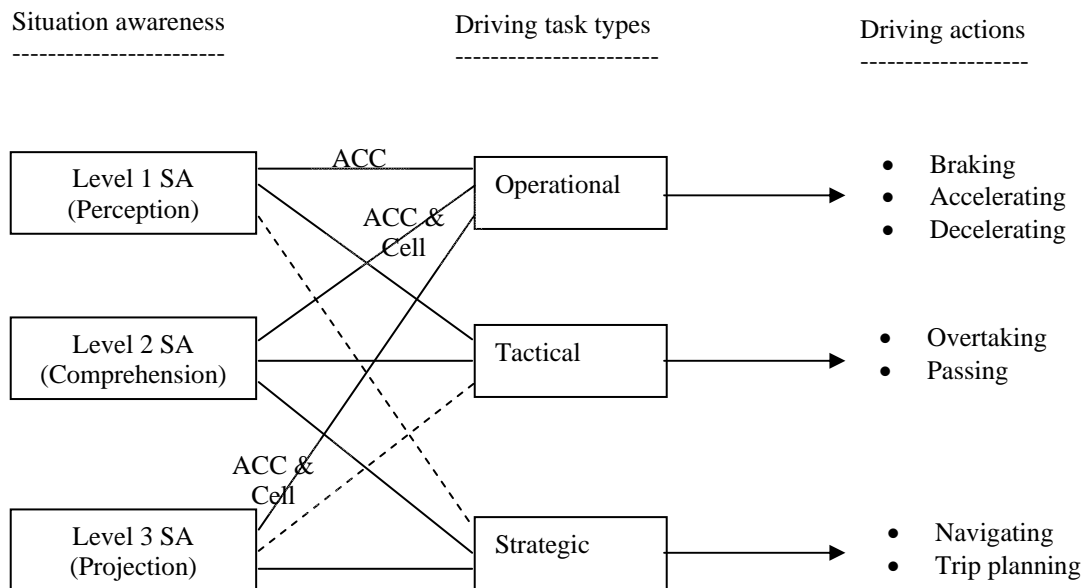 Situation awareness
------------------------
Driving task types
-----------------------
Driving actions
-------------------
Level 1 SA
(Perception)
ACC
Operational
• Braking
• Accelerating
• Decelerating
ACC &
Cell
Level 2 SA
(Comprehension)
Tactical
• Overtaking
• Passing
ACC &
Cell
Level 3 SA
(Projection)
Strategic
• Navigating
• Trip planning